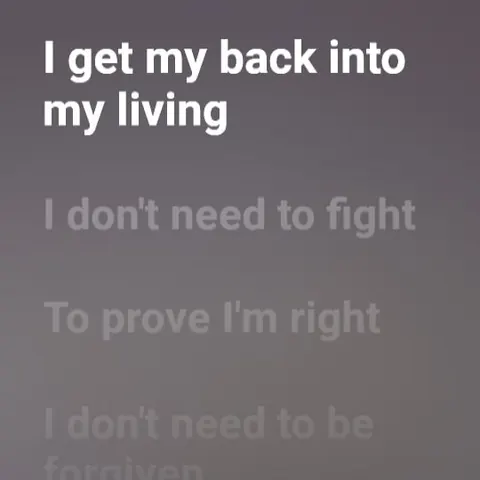 I get my back into
my living
I don't need to fight
To prove I'm right
I don't need to be
forgiven